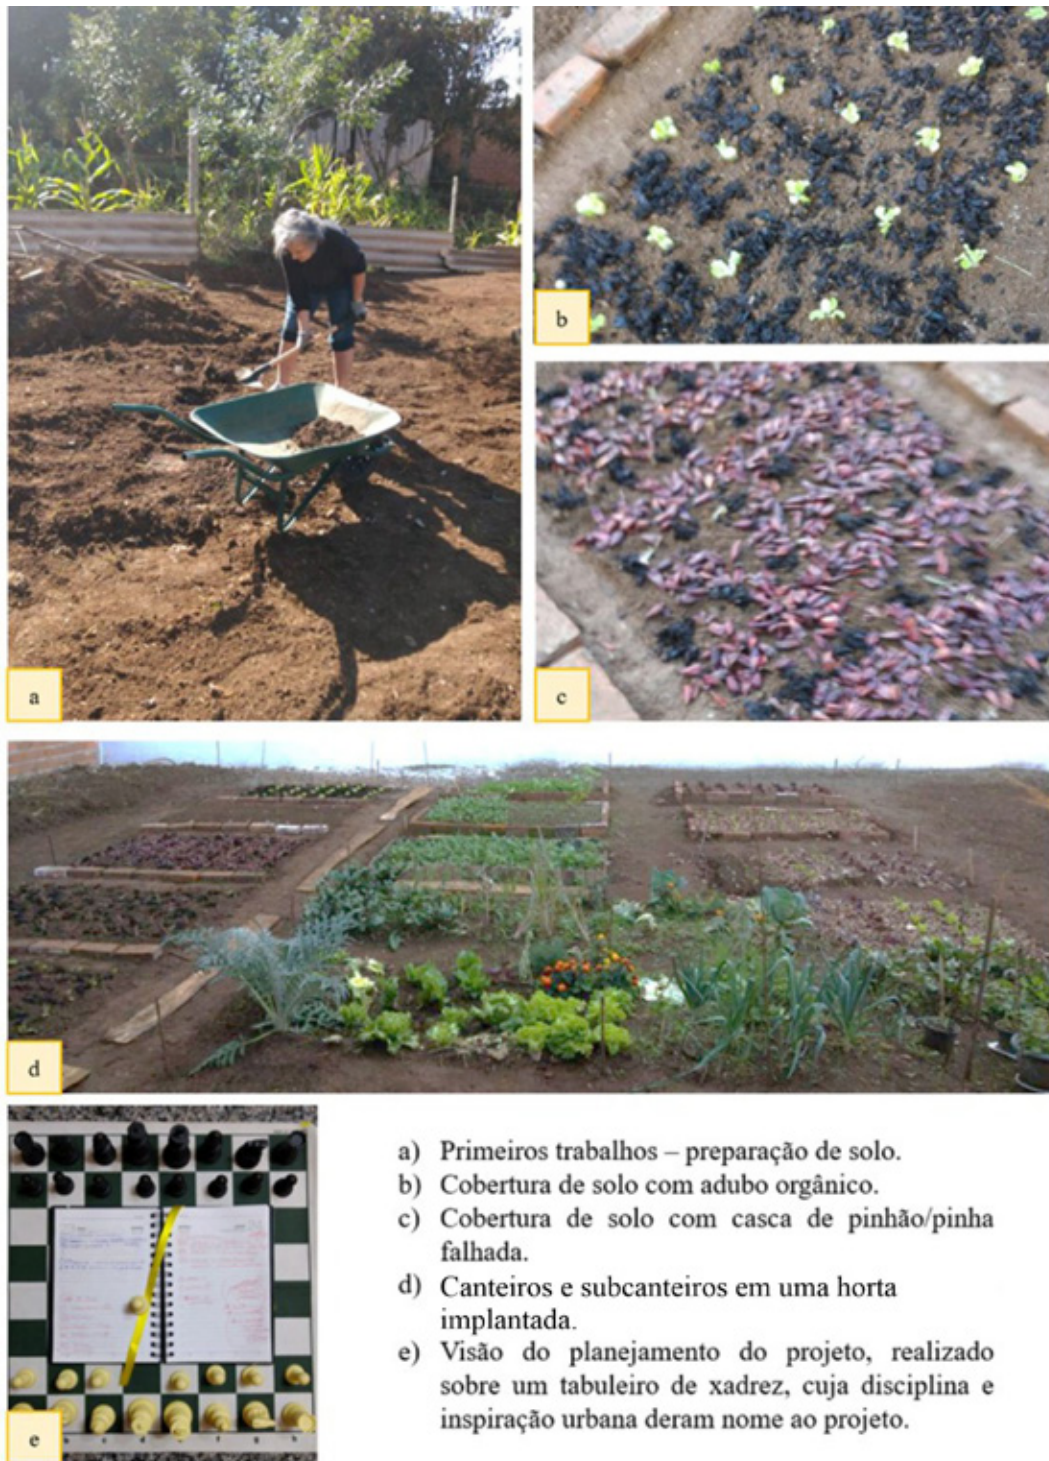 b
a
c
d
a) Primeiros trabalhos – preparação de solo.
b) Cobertura de solo com adubo orgânico.
c) Cobertura de solo com casca de pinhão/pinha
falhada.
d) Canteiros e subcanteiros em uma horta
implantada.
e) Visão do planejamento do projeto, realizado
sobre um tabuleiro de xadrez, cuja disciplina e
inspiração urbana deram nome ao projeto.
e